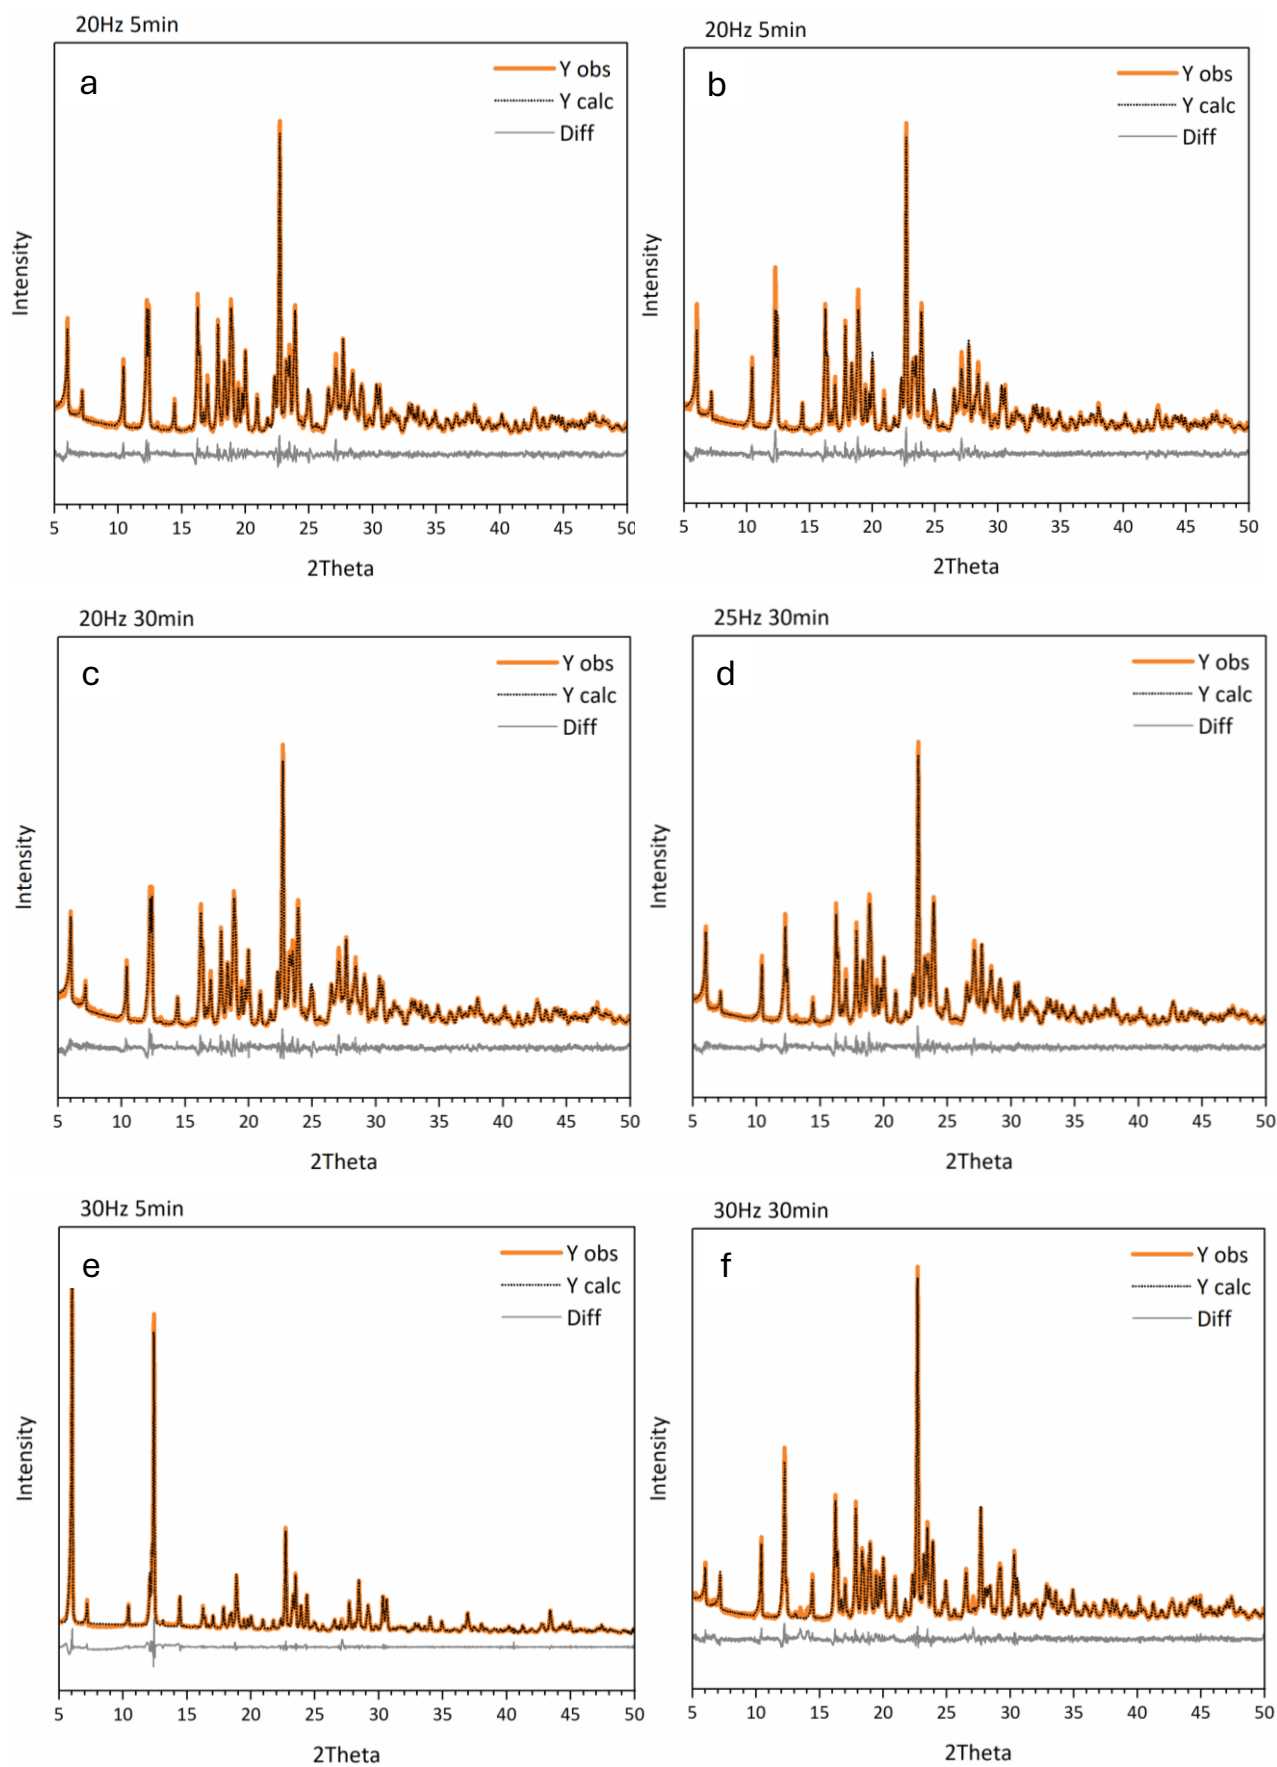 20Hz 5min
a
Y obs
Y calc
Diff
Intensity
5 10 15 20 25 30 35 40 45 50
2Theta
20Hz 5min
b
Y obs
Y calc
Diff
Intensity
5 10 15 20 25 30 35 40 45 50
2Theta
20Hz 30min
c
Y obs
Y calc
Diff
Intensity
5 10 15 20 25 30 35 40 45 50
2Theta
25Hz 30min
d
Y obs
Y calc
Diff
Intensity
5 10 15 20 25 30 35 40 45 50
2Theta
30Hz 5min
e
Y obs
Y calc
Diff
Intensity
5 10 15 20 25 30 35 40 45 50
2Theta
30Hz 30min
f
Y obs
Y calc
Diff
Intensity
5 10 15 20 25 30 35 40 45 50
2Theta